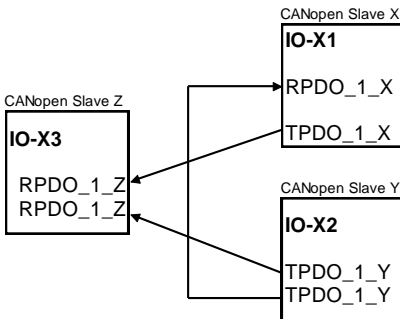 CANopen Slave X
IO-X1
RPDO_1_X
TPDO_1_X
CANopen Slave Z
IO-X3
RPDO_1_Z
RPDO_1_Z
CANopen Slave Y
IO-X2
TPDO_1_Y
TPDO_1_Y